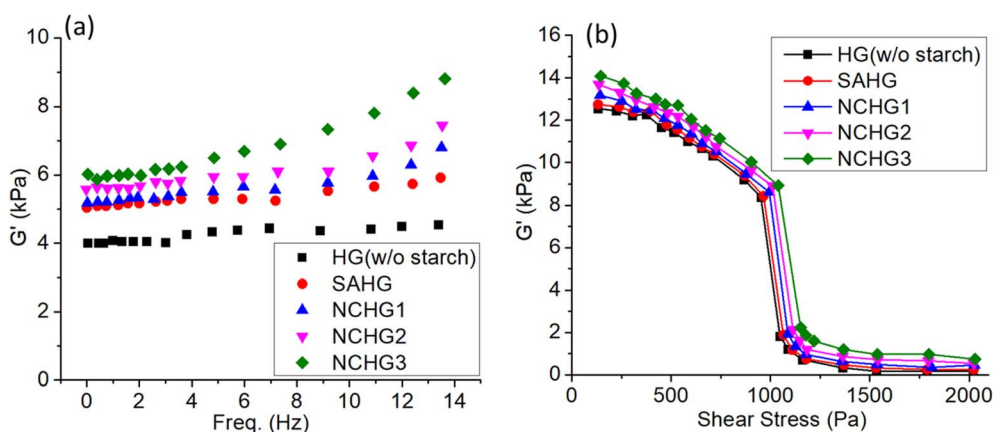 (a)
10
8
6
4
2
0
G' (kPa)
0 2 4 6 8 10 12 14
Freq. (Hz)
HG(w/o starch)
SAHG
NCHG1
NCHG2
NCHG3
(b)
16
14
12
10
8
6
4
2
0
G' (kPa)
0 500 1000 1500 2000
Shear Stress (Pa)
HG(w/o starch)
SAHG
NCHG1
NCHG2
NCHG3